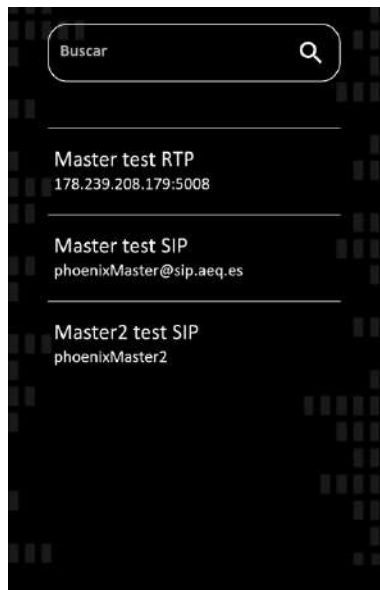 Buscar
Master test RTP
178.239.208.179:5008
Master test SIP
phoenixMaster@sip.aeq.es
Master2 test SIP
phoenixMaster2